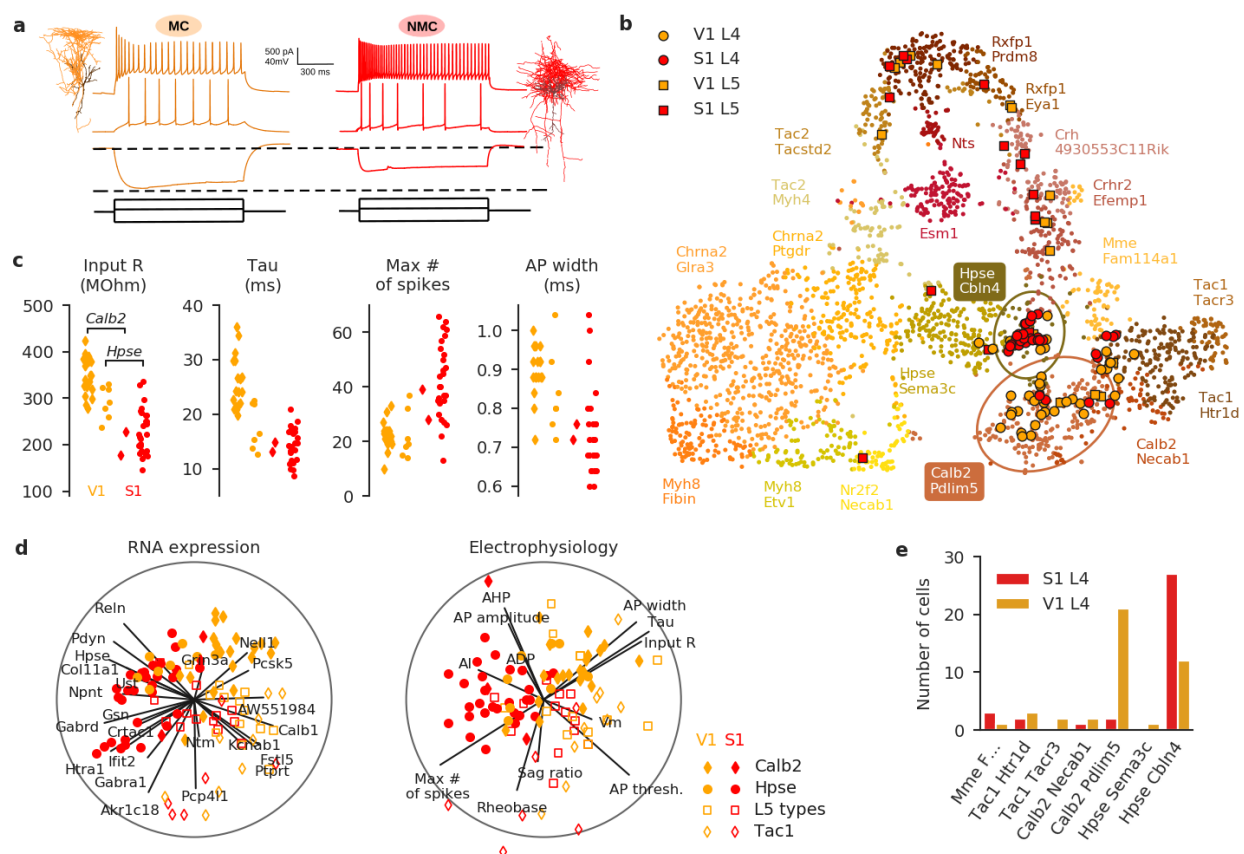 a
MC
NMC
500 pA
40mV
300 ms
b
V1 L4
S1 L4
V1 L5
S1 L5
Rxfp1
Prdm8
Rxfp1
Eya1
Tac2
Tacstd2
Nts
Crh
4930553C11Rik
Tac2
Myh4
Esm1
Crhr2
Efemp1
Chrna2
Glra3
Chrna2
Ptgdr
Hpse
Cbln4
Mme
Fam114a1
Tac1
Tacr3
Hpse
Sema3c
Tac1
Htr1d
Calb2
Necab1
Calb2
Pdlim5
Myh8
Fibin
Myh8
Etv1
Nr2f2
Necab1
c
Input R
(MOhm)
500
400
300
200
100
Calb2
Hpse
V1
S1
Tau
(ms)
40
30
20
10
Max #
of spikes
60
40
20
0
AP width
(ms)
1.0
0.9
0.8
0.7
0.6
d
RNA expression
Reln
Pdyn
Hpse
Col11a1
Ust
Npnt
Gsn
Gabrd
Crtac1
Ifit2
Htra1
Gabra1
Akr1c18
Pcp4l1
Ntm
Grin3a
Nell1
Pcsk5
AW551984
Calb1
Kcnab1
Fstl5
Ptprt
Electrophysiology
AHP
AP amplitude
AI
ADP
AP width
Tau
Input R
Vm
Sag ratio
AP thresh.
Max #
of spikes
Rheobase
V1 S1
Calb2
Hpse
L5 types
Tac1
e
Number of cells
30
20
10
0
S1 L4
V1 L4
Mme F...
Tac1 Htr1d
Tac1 Tacr3
Calb2 Necab1
Calb2 Pdlim5
Hpse Sema3c
Hpse Cbln4